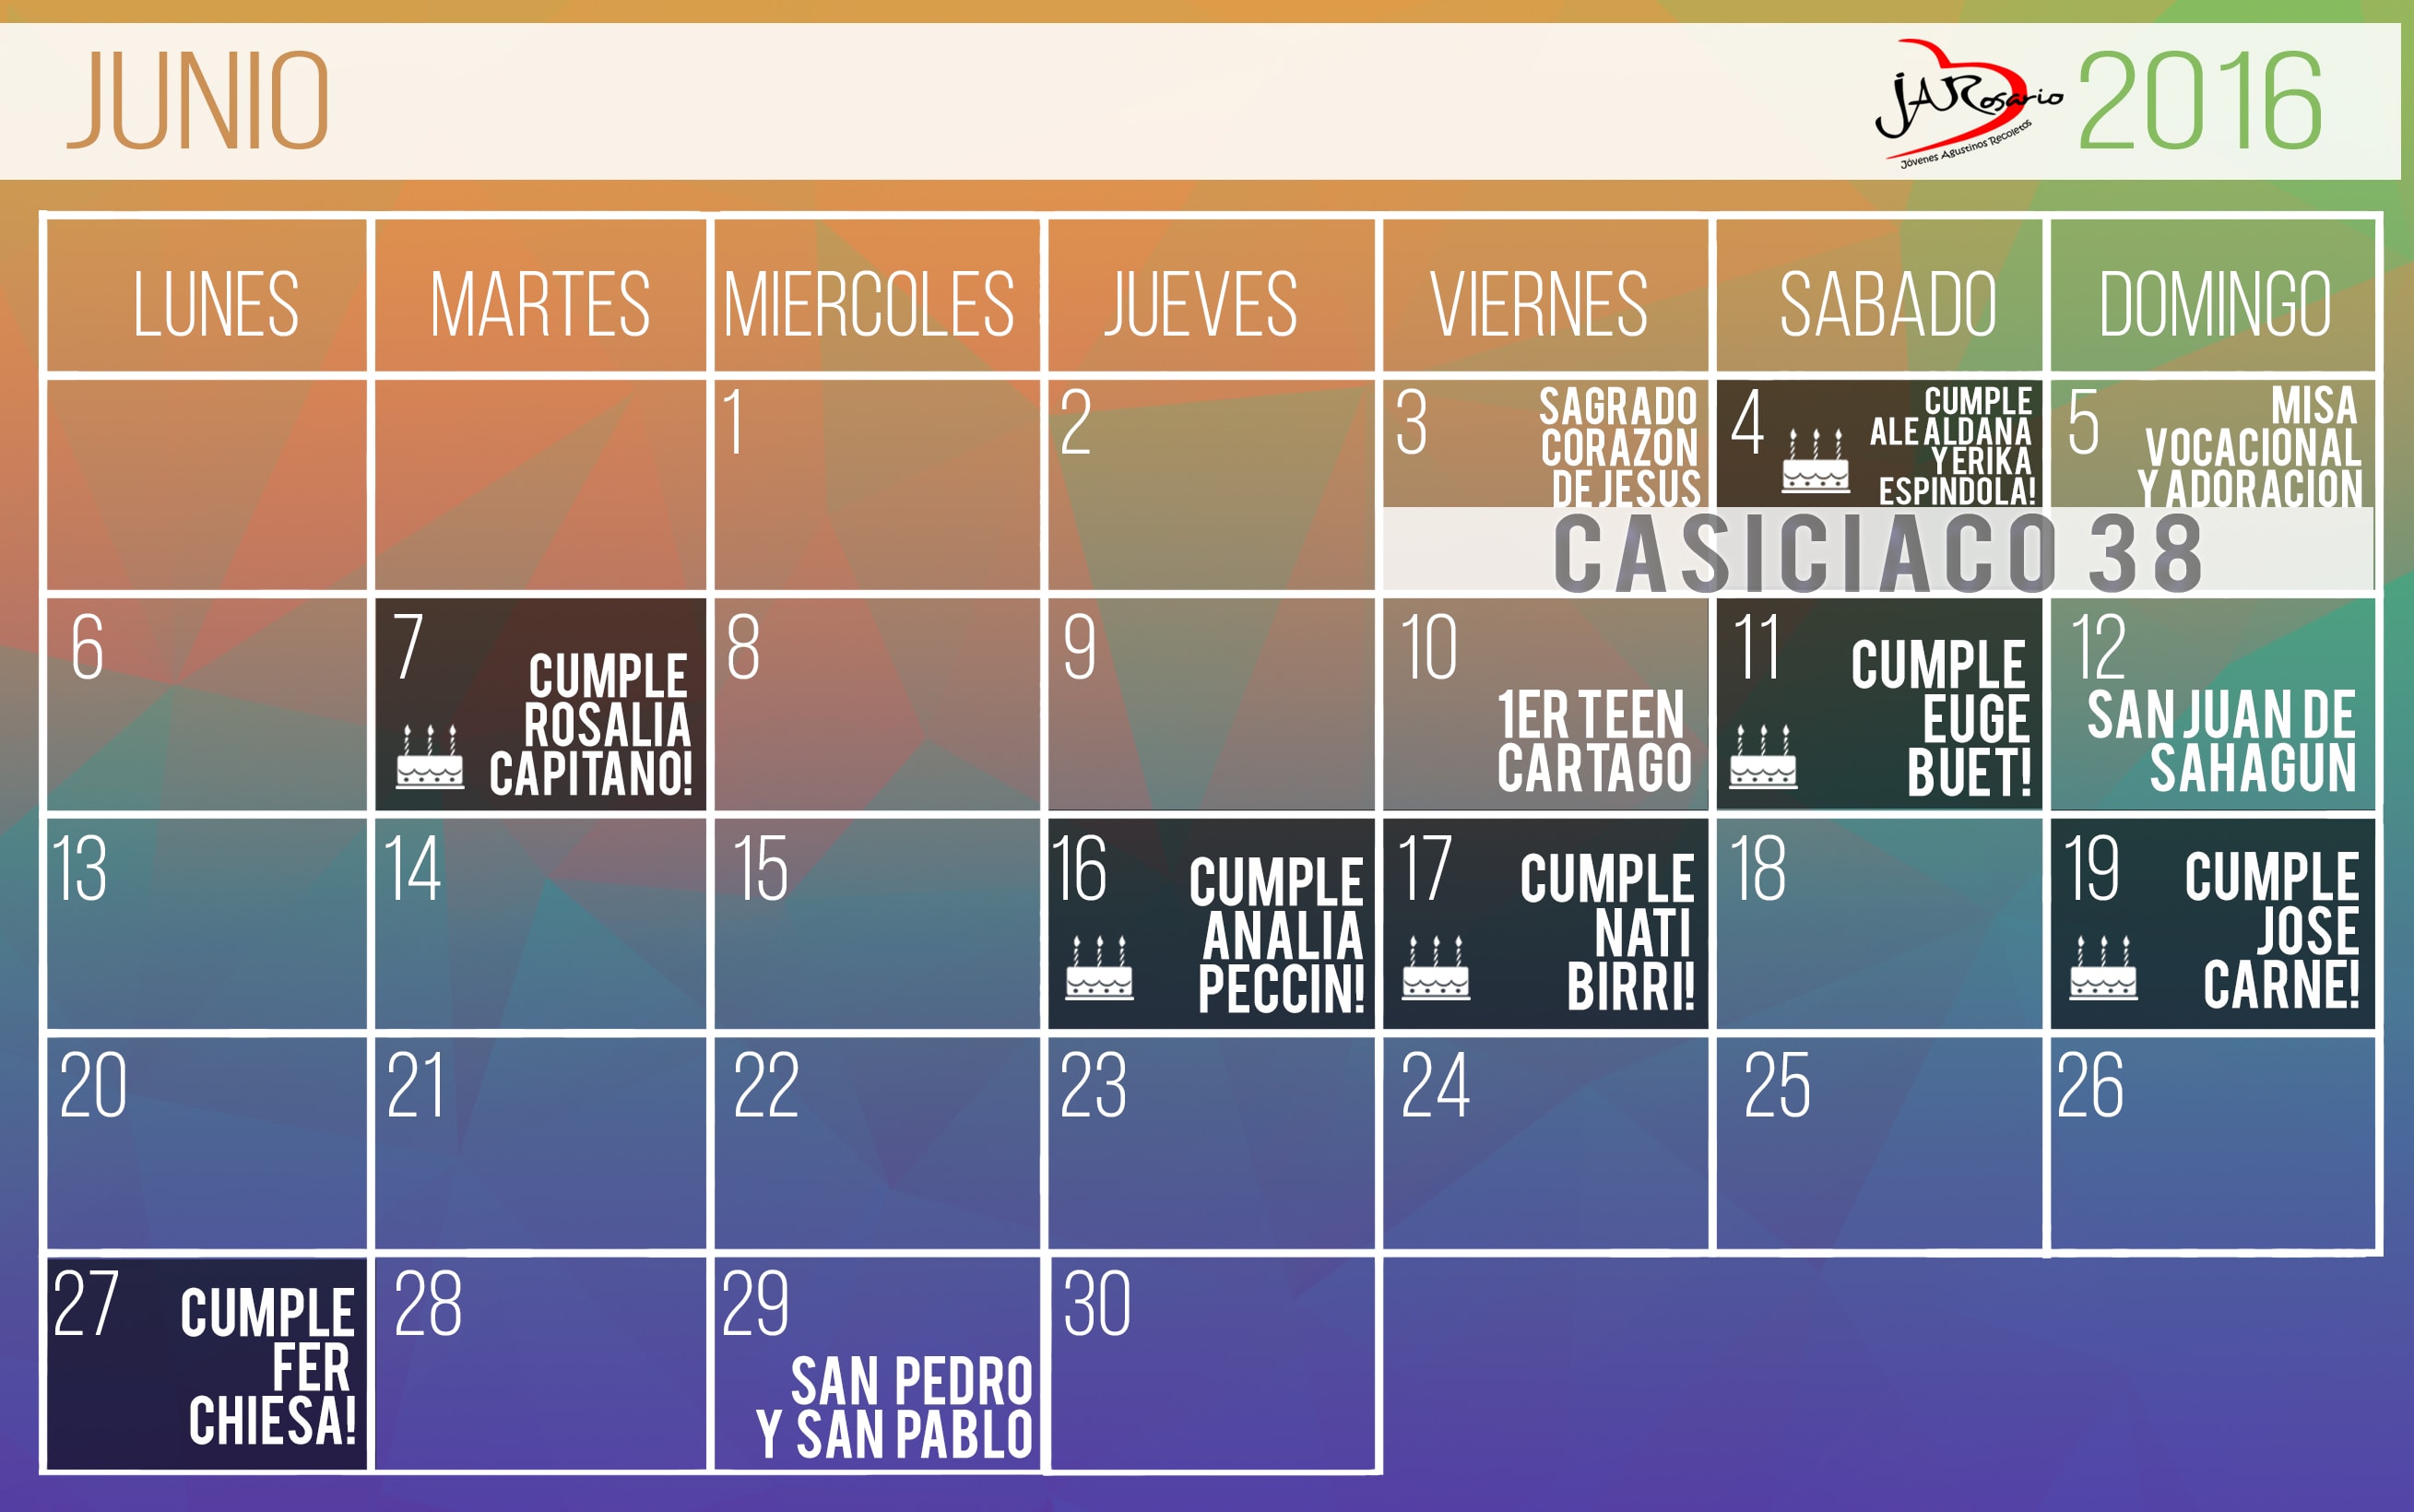 JUNIO
JARosario
Jóvenes Agustinos Recoletos
2016
LUNES
MARTES
MIERCOLES
JUEVES
VIERNES
SABADO
DOMINGO
1
2
3
SAGRADO
CORAZON
DE JESUS
4
CUMPLE
ALE ALDANA
Y ERIKA
ESPINDOLA!
5
MISA
VOCACIONAL
Y ADORACION
CASICIACO 38
6
7
CUMPLE
ROSALIA
CAPITANO!
8
9
10
1ER TEEN
CARTAGO
11
CUMPLE
EUGE
BUET!
12
SAN JUAN DE
SAHAGUN
13
14
15
16
CUMPLE
ANALIA
PECCIN!
17
CUMPLE
NATI
BIRRI!
18
19
CUMPLE
JOSE
CARNE!
20
21
22
23
24
25
26
27
CUMPLE
FER
CHIESA!
28
29
SAN PEDRO
Y SAN PABLO
30